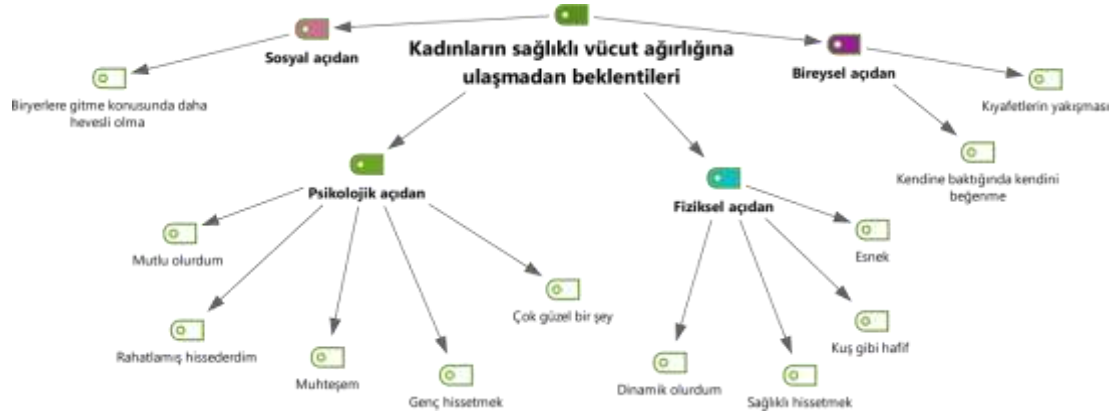 Kadınların sağlıklı vücut ağırlığına
ulaşmadan beklentileri
Sosyal açıdan
Bireysel açıdan
Biryerlere gitme konusunda daha
hevesli olma
Kıyafetlerin yakışması
Kendine baktığında kendini
beğenme
Psikolojik açıdan
Fiziksel açıdan
Mutlu olurdum
Esnek
Çok güzel bir şey
Rahatlamış hissederdim
Kuş gibi hafif
Muhteşem
Genç hissetmek
Dinamik olurdum
Sağlıklı hissetmek